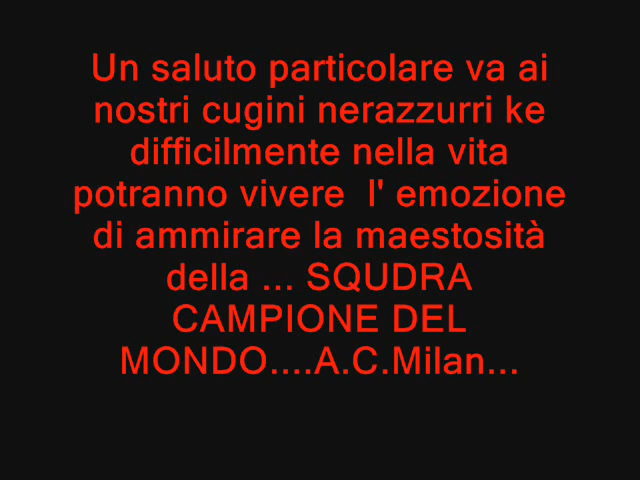 Un saluto particolare va ai
nostri cugini nerazzurri ke
difficilmente nella vita
potranno vivere  l' emozione
di ammirare la maestosità
della ... SQUDRA
CAMPIONE DEL
MONDO....A.C.Milan...